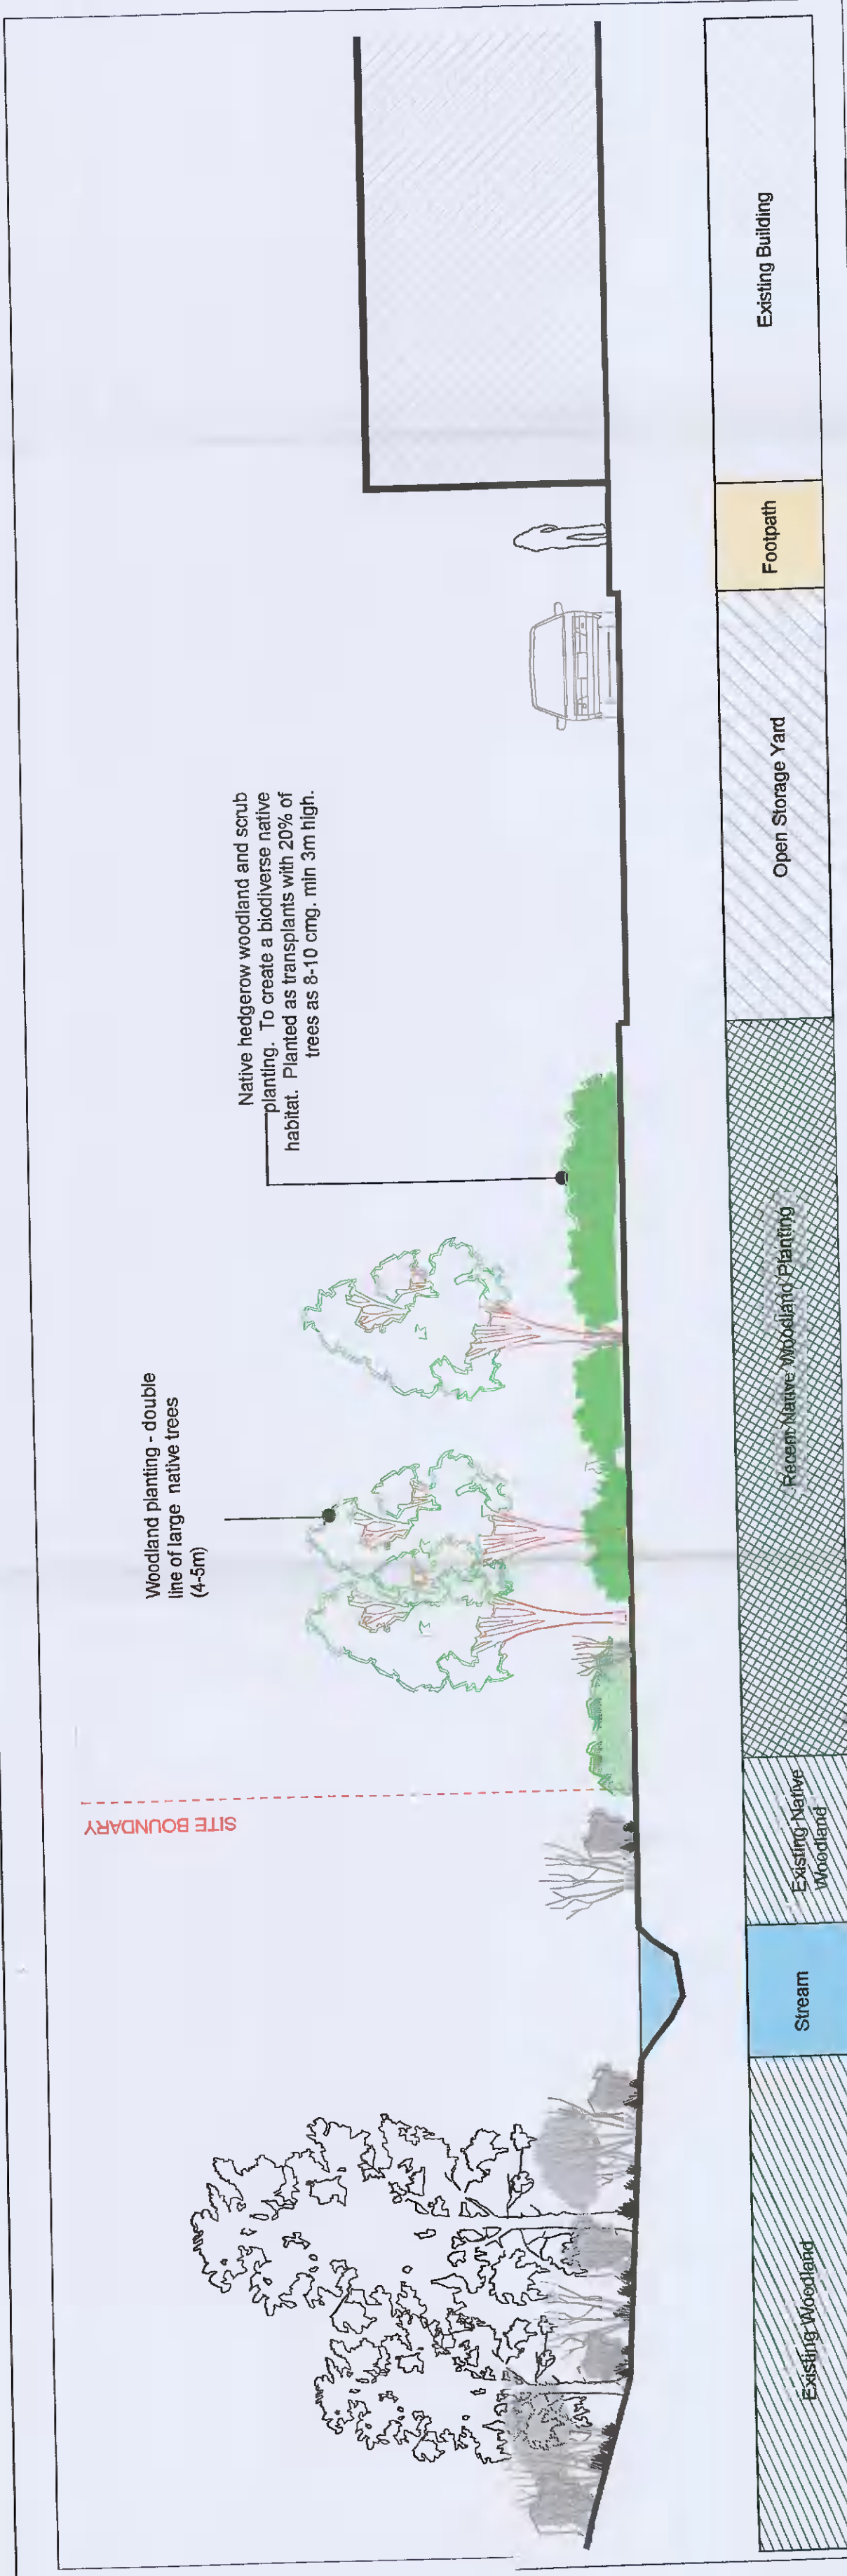 Woodland planting - double
line of large native trees
(4-5m)
Native hedgerow woodland and scrub
planting. To create a biodiverse native
habitat. Planted as transplants with 20% of
trees as 8-10 cmg. min 3m high.
SITE BOUNDARY
Existing Woodland
Stream
Existing Native
Woodland
Recent Native Woodland Planting
Open Storage Yard
Footpath
Existing Building